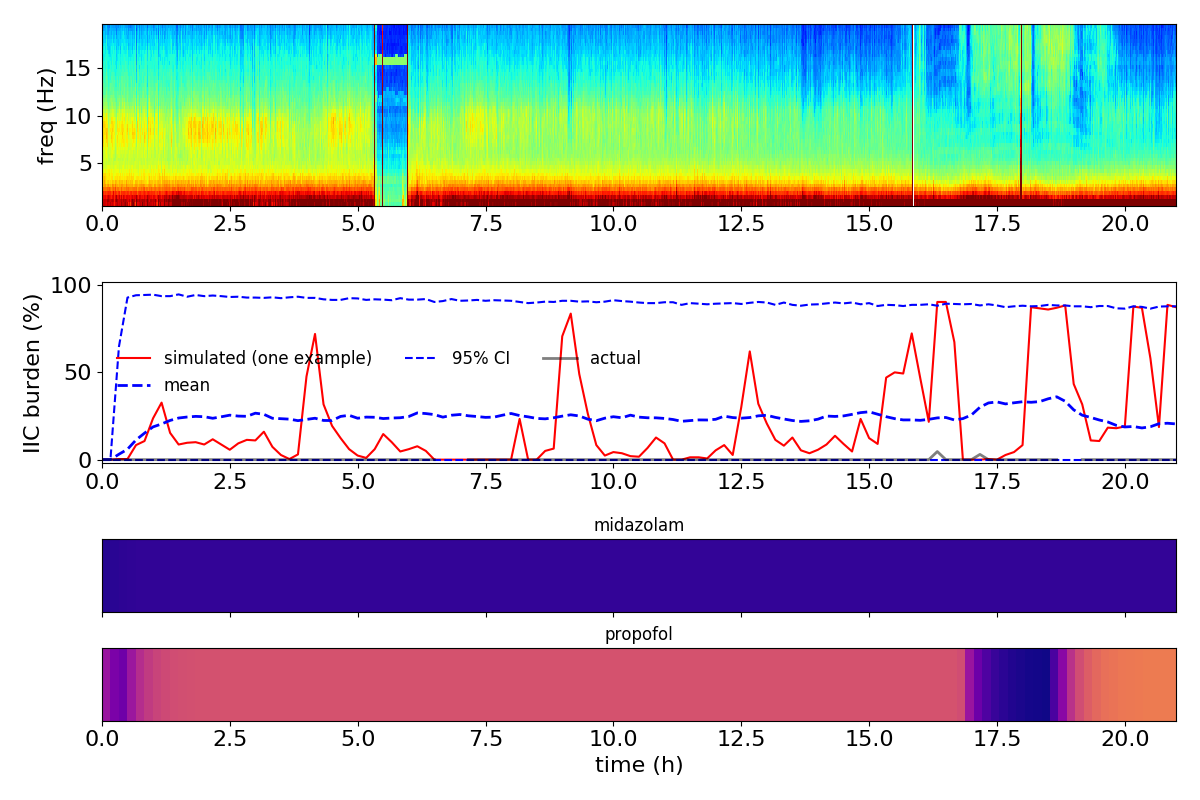 freq (Hz)
15
10
5
0.0 2.5 5.0 7.5 10.0 12.5 15.0 17.5 20.0
IIC burden (%)
100
50
0
simulated (one example) 95% CI actual
mean
0.0 2.5 5.0 7.5 10.0 12.5 15.0 17.5 20.0
midazolam
propofol
0.0 2.5 5.0 7.5 10.0 12.5 15.0 17.5 20.0
time (h)